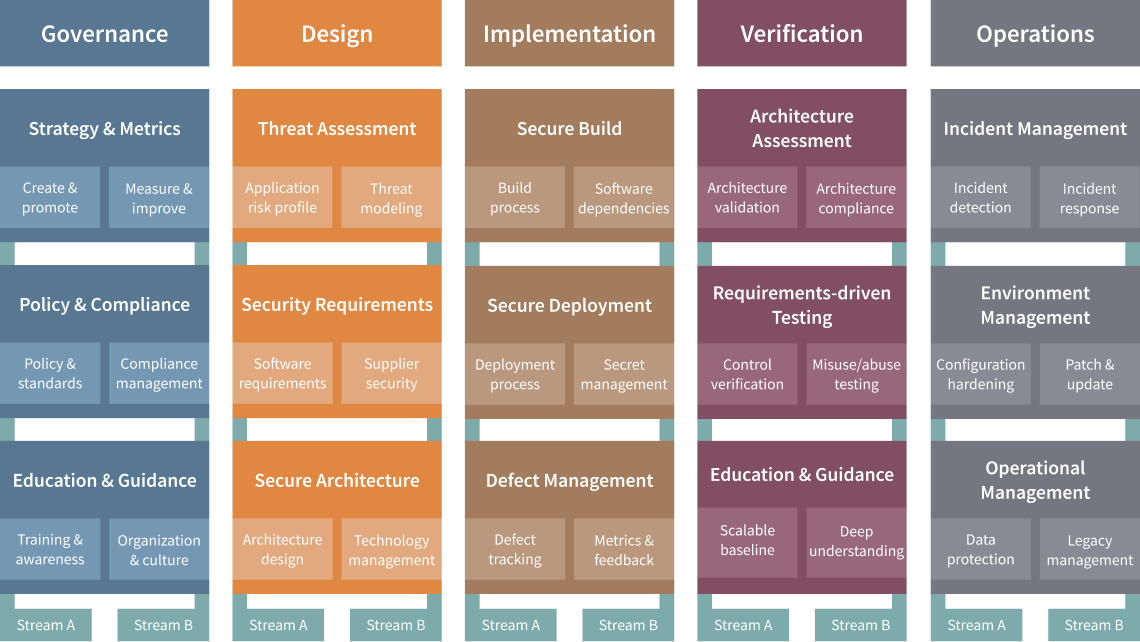 Governance
Design
Implementation
Verification
Operations
Strategy & Metrics
Create &
promote
Measure &
improve
Threat Assessment
Application
risk profile
Threat
modeling
Secure Build
Build
process
Software
dependencies
Architecture
Assessment
Architecture
validation
Architecture
compliance
Incident Management
Incident
detection
Incident
response
Policy & Compliance
Policy &
standards
Compliance
management
Security Requirements
Software
requirements
Supplier
security
Secure Deployment
Deployment
process
Secret
management
Requirements-driven
Testing
Control
verification
Misuse/abuse
testing
Environment
Management
Configuration
hardening
Patch &
update
Education & Guidance
Training &
awareness
Organization
& culture
Secure Architecture
Architecture
design
Technology
management
Defect Management
Defect
tracking
Metrics &
feedback
Education & Guidance
Scalable
baseline
Deep
understanding
Operational
Management
Data
protection
Legacy
management
Stream A
Stream B
Stream A
Stream B
Stream A
Stream B
Stream A
Stream B
Stream A
Stream B